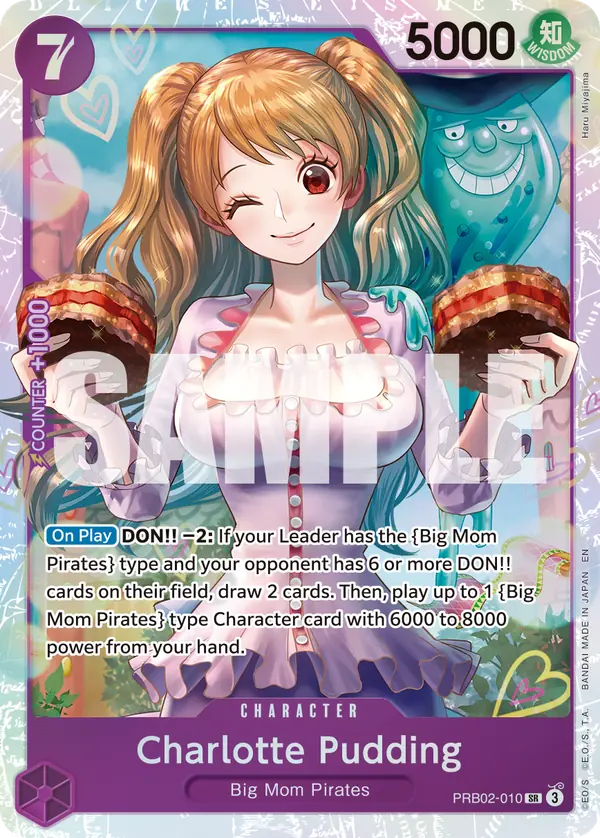 7
5000
知
WISDOM
Haru Miyajima
COUNTER +1000
SAMPLE
On Play DON!! −2: If your Leader has the {Big Mom
Pirates} type and your opponent has 6 or more DON!!
cards on their field, draw 2 cards. Then, play up to 1 {Big
Mom Pirates} type Character card with 6000 to 8000
power from your hand.
CHARACTER
Charlotte Pudding
Big Mom Pirates
PRB02-010 SR 3
©E.O/S ©E.O./S., T.A. BANDAI MADE IN JAPAN EN